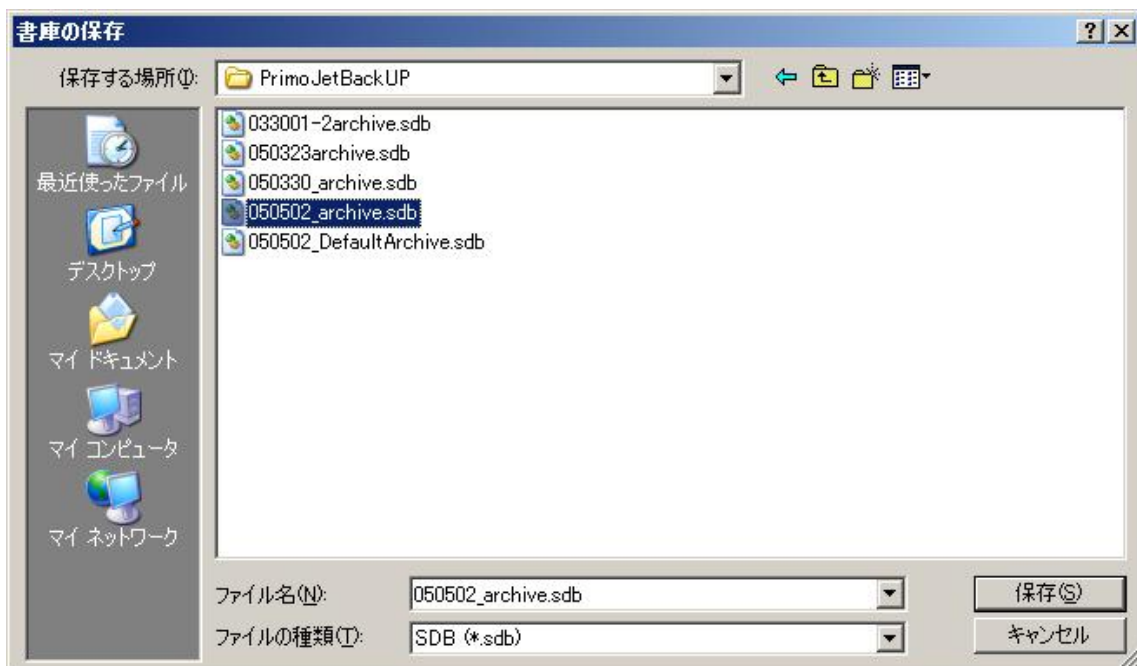 書庫の保存
保存する場所(I):
PrimoJetBackUP
033001-2archive.sdb
050323archive.sdb
050330_archive.sdb
050502_archive.sdb
050502_DefaultArchive.sdb
最近使ったファイル
デスクトップ
マイ ドキュメント
マイ コンピュータ
マイ ネットワーク
ファイル名(N):
050502_archive.sdb
保存(S)
ファイルの種類(T):
SDB (*.sdb)
キャンセル